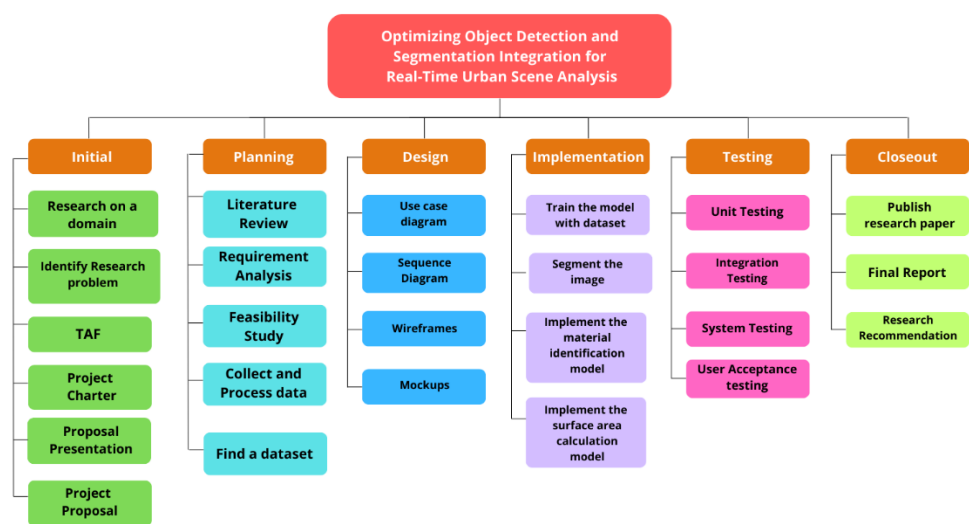 Optimizing Object Detection and
Segmentation Integration for
Real-Time Urban Scene Analysis
Initial
Research on a
domain
Identify Research
problem
TAF
Project
Charter
Proposal
Presentation
Project
Proposal
Planning
Literature
Review
Requirement
Analysis
Feasibility
Study
Collect and
Process data
Find a dataset
Design
Use case
diagram
Sequence
Diagram
Wireframes
Mockups
Implementation
Train the model
with dataset
Segment the
image
Implement the
material
identification
model
Implement the
surface area
calculation
model
Testing
Unit Testing
Integration
Testing
System Testing
User Acceptance
testing
Closeout
Publish
research paper
Final Report
Research
Recommendation